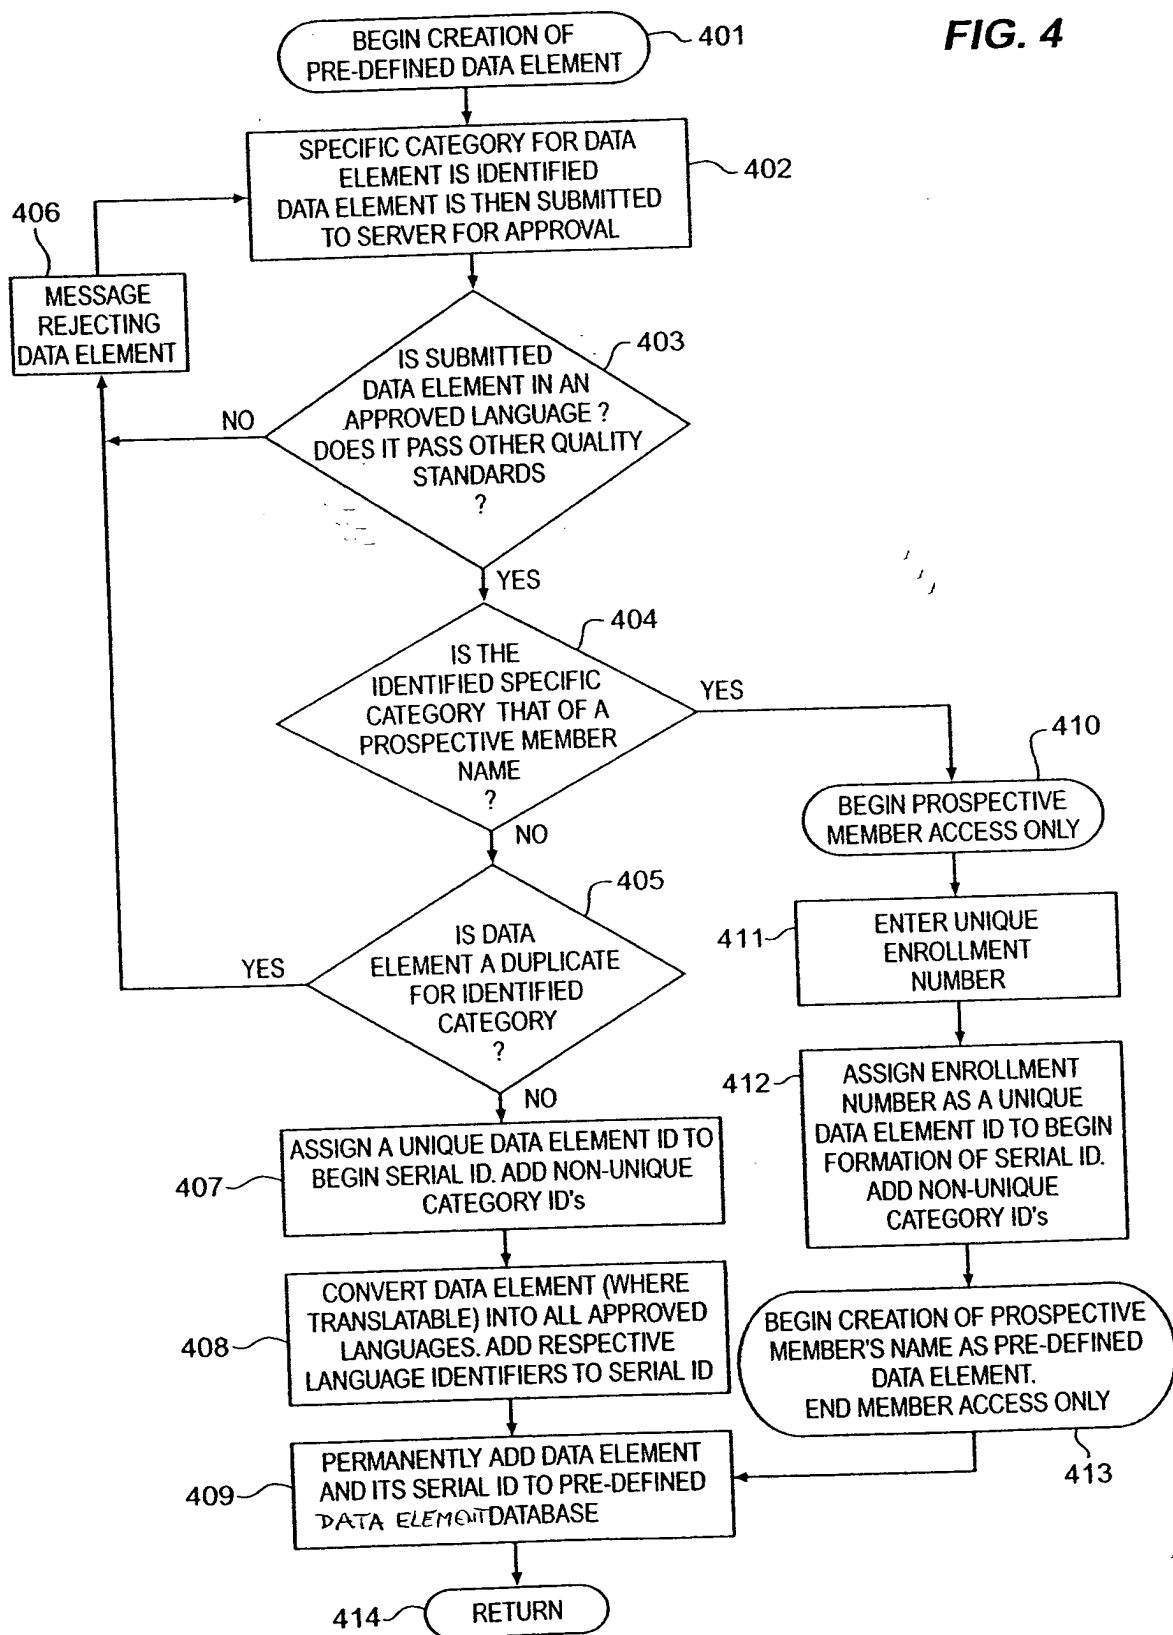 FIG. 4
BEGIN CREATION OF
PRE-DEFINED DATA ELEMENT
401
SPECIFIC CATEGORY FOR DATA
ELEMENT IS IDENTIFIED
DATA ELEMENT IS THEN SUBMITTED
TO SERVER FOR APPROVAL
402
406
MESSAGE
REJECTING
DATA ELEMENT
403
IS SUBMITTED
DATA ELEMENT IN AN
APPROVED LANGUAGE ?
DOES IT PASS OTHER QUALITY
STANDARDS
?
NO
YES
404
IS THE
IDENTIFIED SPECIFIC
CATEGORY THAT OF A
PROSPECTIVE MEMBER
NAME
?
YES
NO
405
IS DATA
ELEMENT A DUPLICATE
FOR IDENTIFIED
CATEGORY
?
YES
NO
407
ASSIGN A UNIQUE DATA ELEMENT ID TO
BEGIN SERIAL ID. ADD NON-UNIQUE
CATEGORY ID's
408
CONVERT DATA ELEMENT (WHERE
TRANSLATABLE) INTO ALL APPROVED
LANGUAGES. ADD RESPECTIVE
LANGUAGE IDENTIFIERS TO SERIAL ID
409
PERMANENTLY ADD DATA ELEMENT
AND ITS SERIAL ID TO PRE-DEFINED
DATA ELEMENT DATABASE
414
RETURN
410
BEGIN PROSPECTIVE
MEMBER ACCESS ONLY
411
ENTER UNIQUE
ENROLLMENT
NUMBER
412
ASSIGN ENROLLMENT
NUMBER AS A UNIQUE
DATA ELEMENT ID TO BEGIN
FORMATION OF SERIAL ID.
ADD NON-UNIQUE
CATEGORY ID's
BEGIN CREATION OF PROSPECTIVE
MEMBER'S NAME AS PRE-DEFINED
DATA ELEMENT.
END MEMBER ACCESS ONLY
413